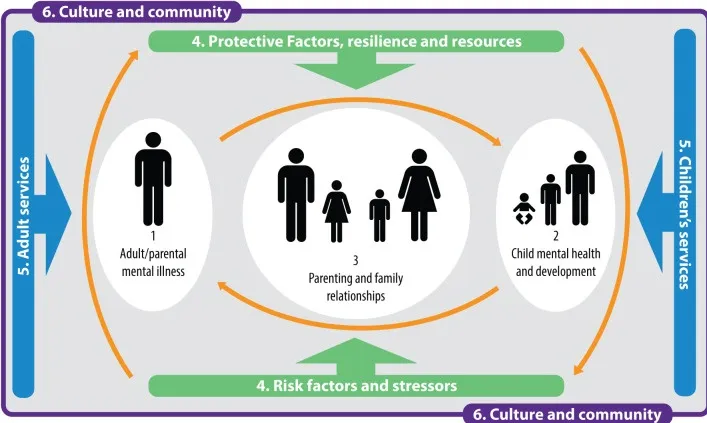 6. Culture and community
4. Protective Factors, resilience and resources
5. Adult services
1
Adult/parental
mental illness
3
Parenting and family
relationships
2
Child mental health
and development
5. Children's services
4. Risk factors and stressors
6. Culture and community